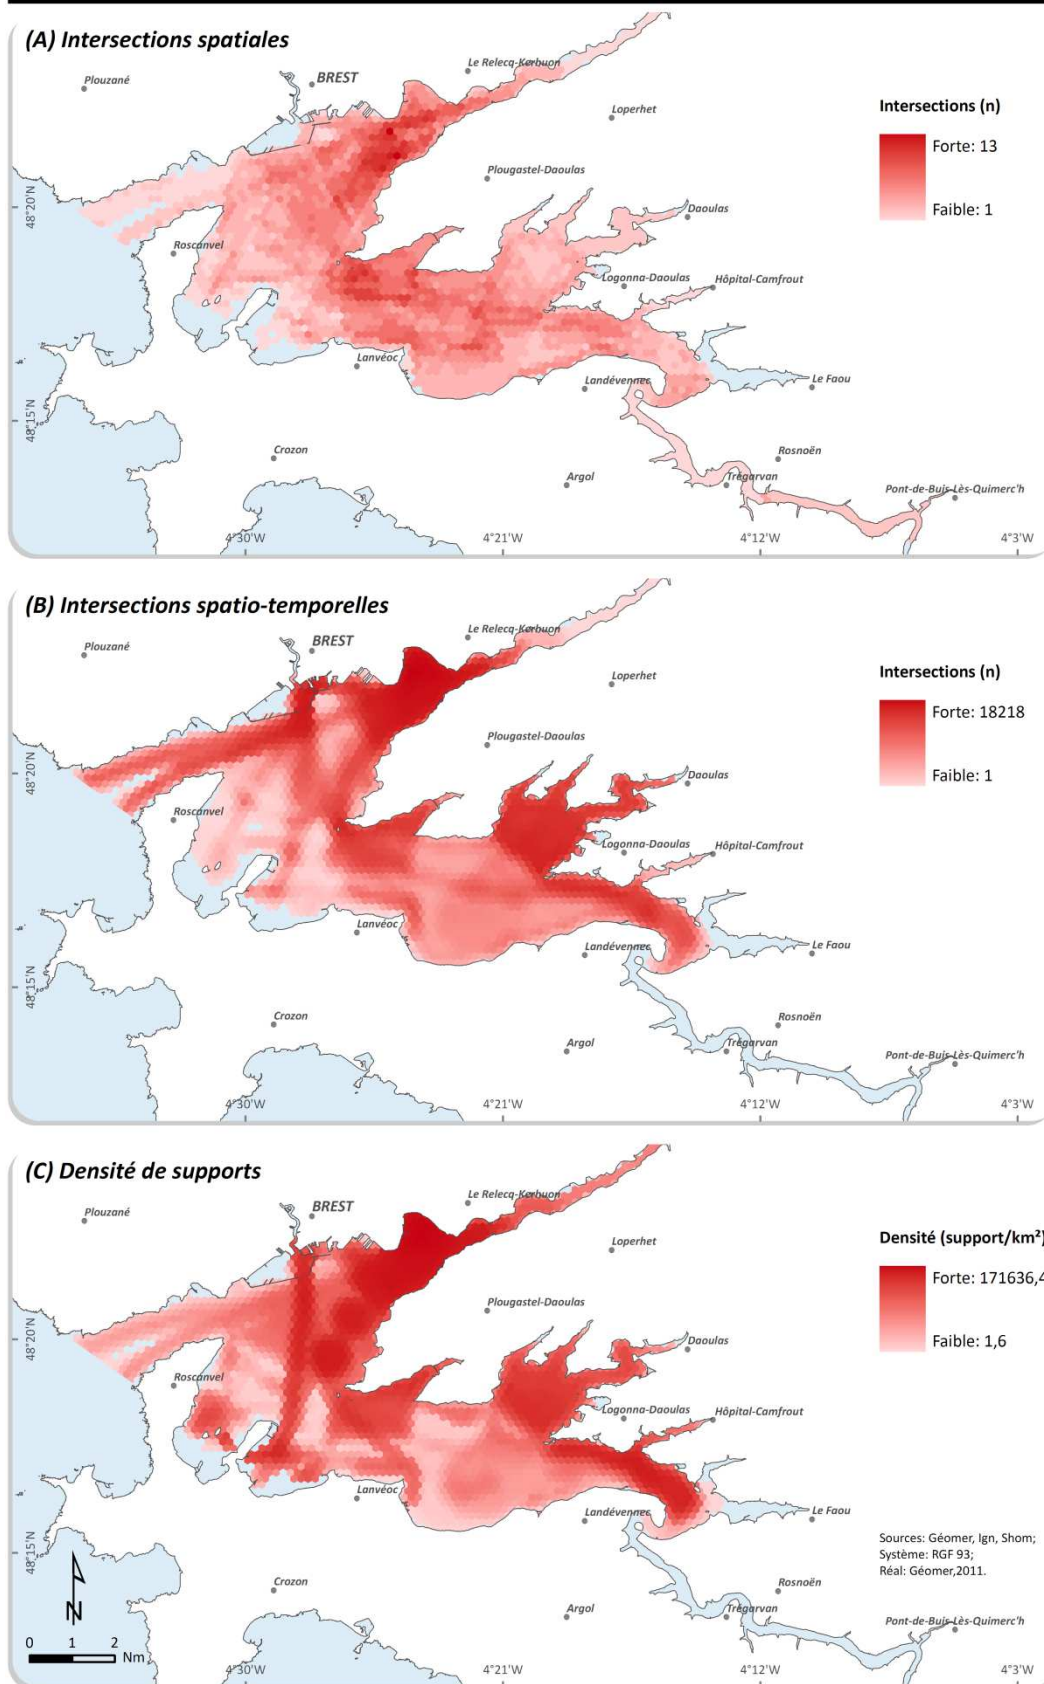 (A) Intersections spatiales
Plouzané
BREST
Le Relecq-Kerhuon
Loperhet
Intersections (n)
Forte: 13
Faible: 1
Plougastel-Daoulas
Daoulas
48°20'N
Roscanvel
Logonna-Daoulas
Hôpital-Camfrout
Lanvéoc
Landévennec
Le Faou
48°15'N
Crozon
Argol
Rosnoën
Trégarvan
Pont-de-Buis-Lès-Quimerc'h
4°30'W
4°21'W
4°12'W
4°3'W
(B) Intersections spatio-temporelles
Plouzané
BREST
Le Relecq-Kerhuon
Loperhet
Intersections (n)
Forte: 18218
Faible: 1
Plougastel-Daoulas
Daoulas
48°20'N
Roscanvel
Logonna-Daoulas
Hôpital-Camfrout
Lanvéoc
Landévennec
Le Faou
48°15'N
Crozon
Argol
Rosnoën
Trégarvan
Pont-de-Buis-Lès-Quimerc'h
4°30'W
4°21'W
4°12'W
4°3'W
(C) Densité de supports
Plouzané
BREST
Le Relecq-Kerhuon
Loperhet
Densité (support/km²)
Forte: 171636,4
Faible: 1,6
Plougastel-Daoulas
Daoulas
48°20'N
Roscanvel
Logonna-Daoulas
Hôpital-Camfrout
Lanvéoc
Landévennec
Le Faou
48°15'N
Sources: Géomer, Ign, Shom;
Système: RGF 93;
Réal: Géomer,2011.
Crozon
Argol
Rosnoën
Trégarvan
Pont-de-Buis-Lès-Quimerc'h
N
0 1 2
Nm
4°30'W
4°21'W
4°12'W
4°3'W